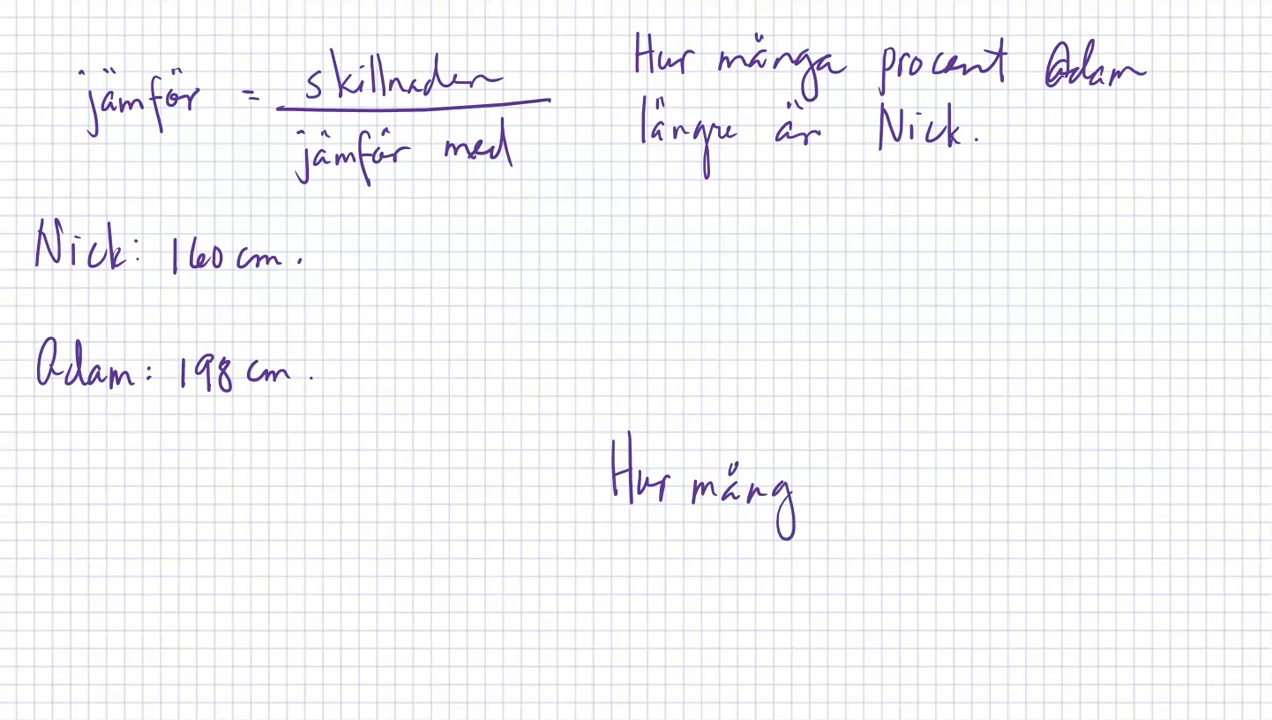 jämför = skillnaden
jämför med
Hur många procent Adam
längre är Nick.
Nick: 160 cm.
Adam: 198 cm.
Hur mång